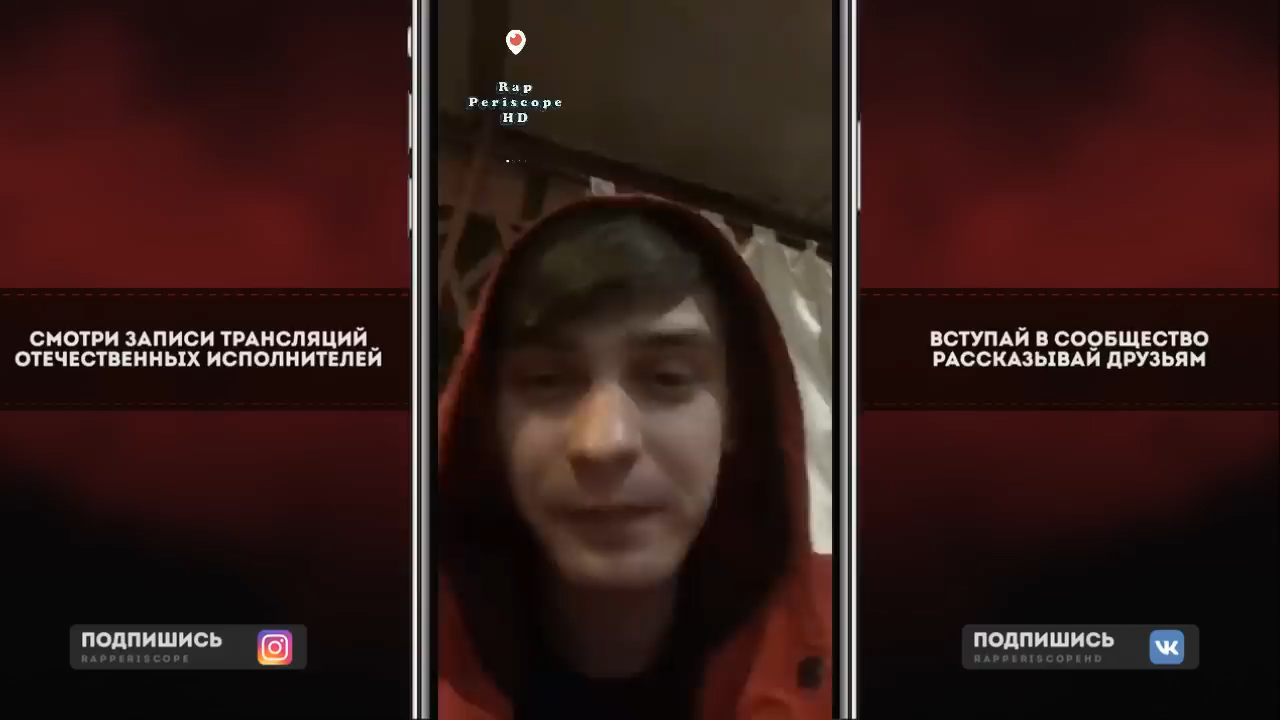 Rap
Periscope
HD
СМОТРИ ЗАПИСИ ТРАНСЛЯЦИЙ
ОТЕЧЕСТВЕННЫХ ИСПОЛНИТЕЛЕЙ
ВСТУПАЙ В СООБЩЕСТВО
РАССКАЗЫВАЙ ДРУЗЬЯМ
ПОДПИШИСЬ
RAPPERISCOPE
ПОДПИШИСЬ
RAPPERISCOPEHD